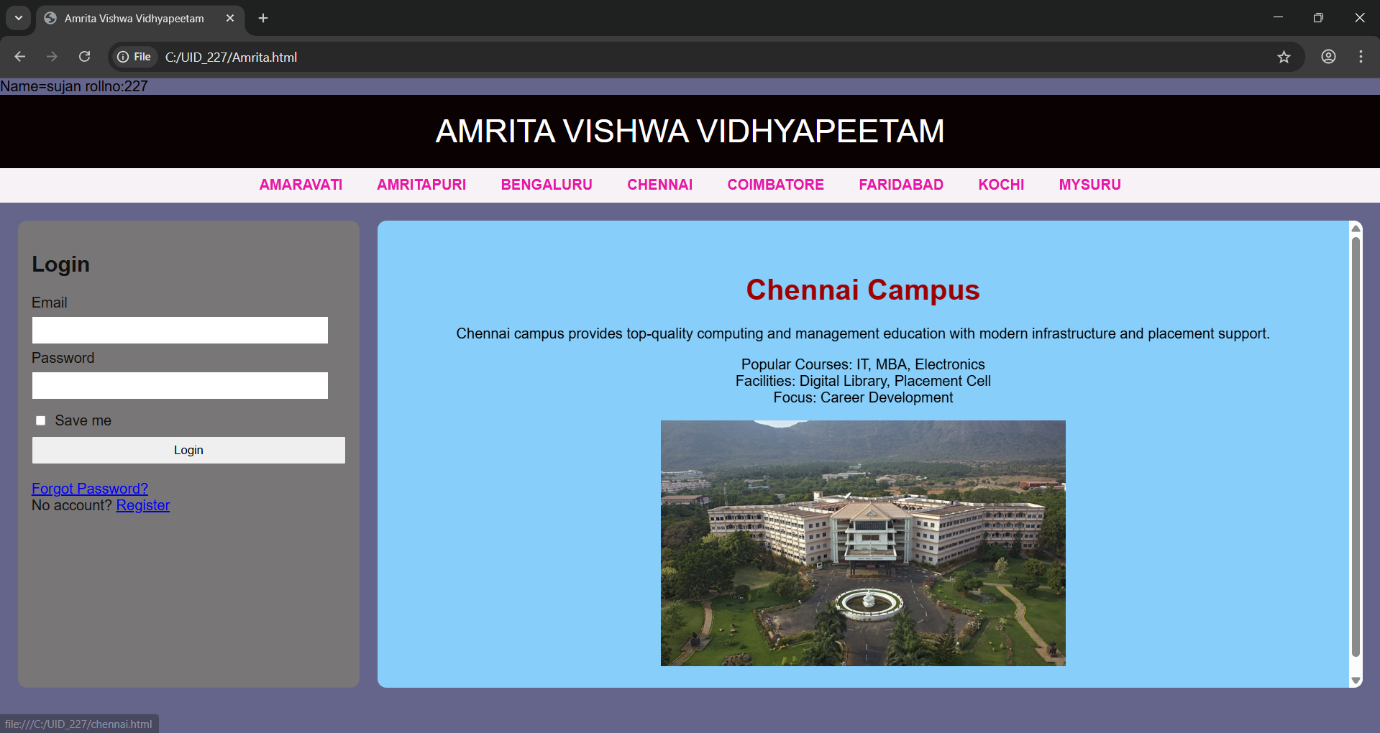 Amrita Vishwa Vidhyapeetam
File C:/UID_227/Amrita.html
Name=sujan rollno:227
AMRITA VISHWA VIDHYAPEETAM
AMARAVATI AMRITAPURI BENGALURU CHENNAI COIMBATORE FARIDABAD KOCHI MYSURU
Login
Email
Password
Save me
Login
Forgot Password?
No account? Register
Chennai Campus
Chennai campus provides top-quality computing and management education with modern infrastructure and placement support.
Popular Courses: IT, MBA, Electronics
Facilities: Digital Library, Placement Cell
Focus: Career Development
file:///C:/UID_227/chennai.html